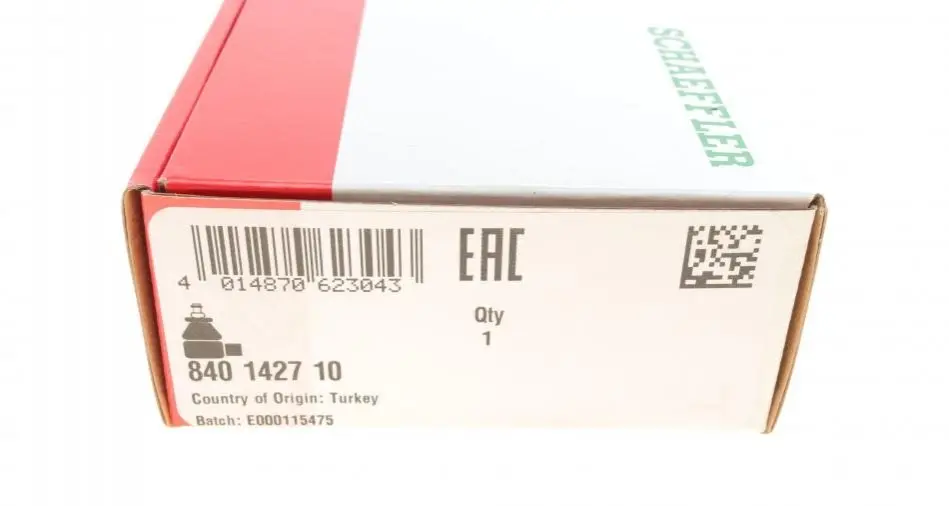 SCHAEFFLER
4 014870 623043
EAC
Qty
1
840 1427 10
Country of Origin: Turkey
Batch: E000115475